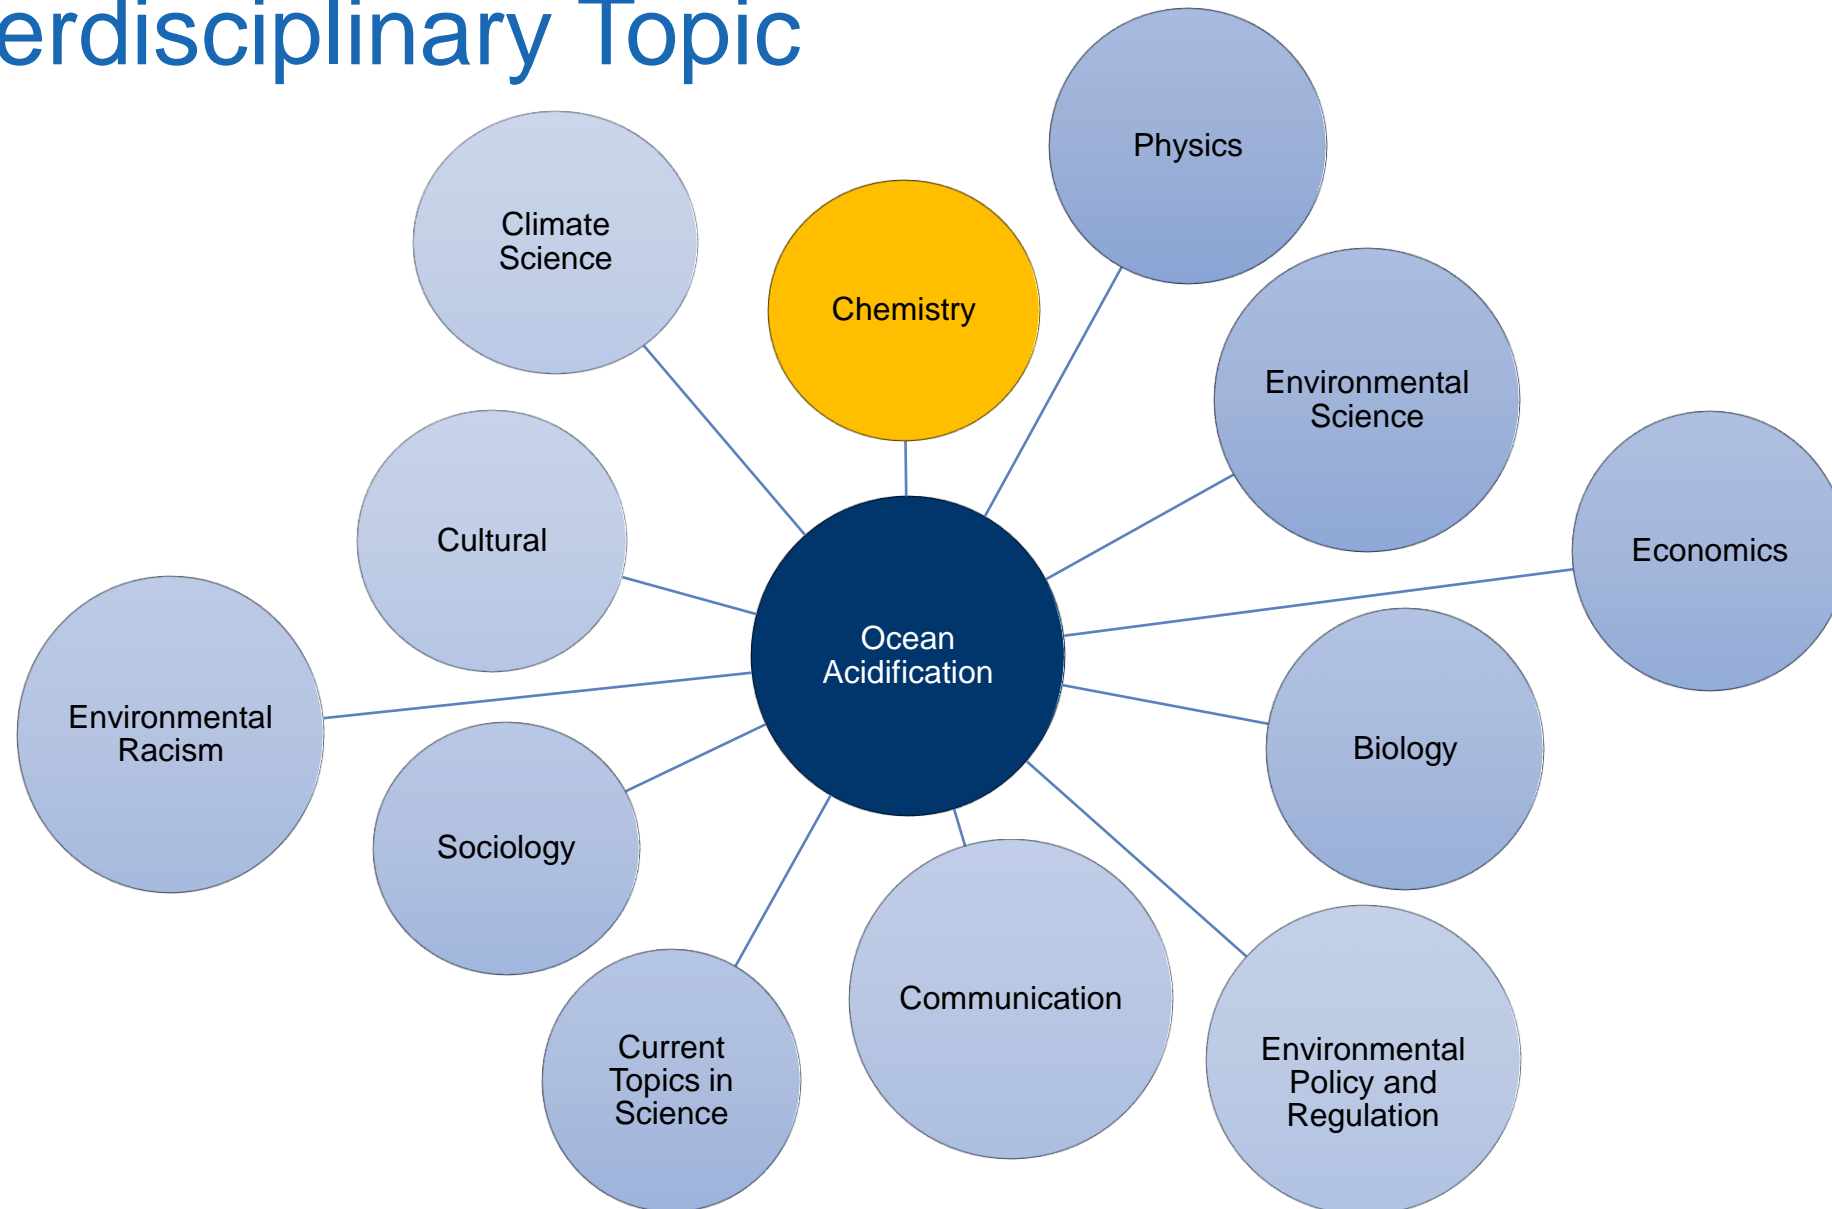 erdisciplinary Topic
Physics
Climate
Science
Chemistry
Environmental
Science
Economics
Cultural
Ocean
Acidification
Environmental
Racism
Biology
Sociology
Communication
Current
Topics in
Science
Environmental
Policy and
Regulation